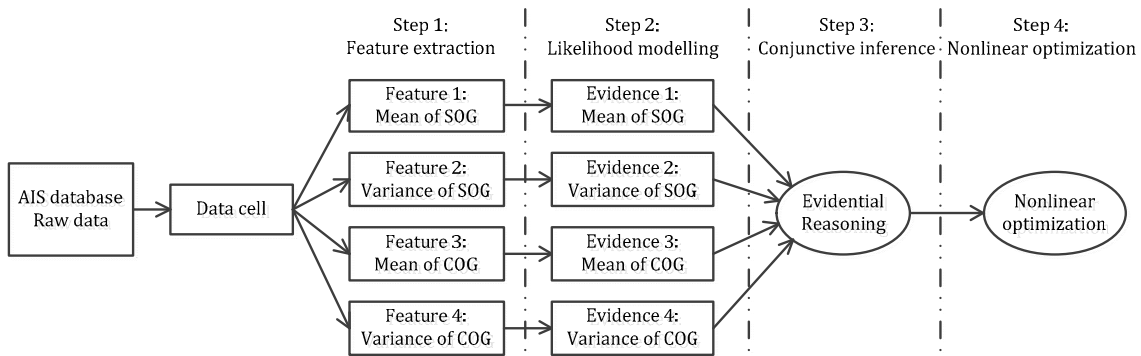 Step 1:
Feature extraction
Step 2:
Likelihood modelling
Step 3:
Conjunctive inference
Step 4:
Nonlinear optimization
AIS database
Raw data
Data cell
Feature 1:
Mean of SOG
Feature 2:
Variance of SOG
Feature 3:
Mean of COG
Feature 4:
Variance of COG
Evidence 1:
Mean of SOG
Evidence 2:
Variance of SOG
Evidence 3:
Mean of COG
Evidence 4:
Variance of COG
Evidential
Reasoning
Nonlinear
optimization